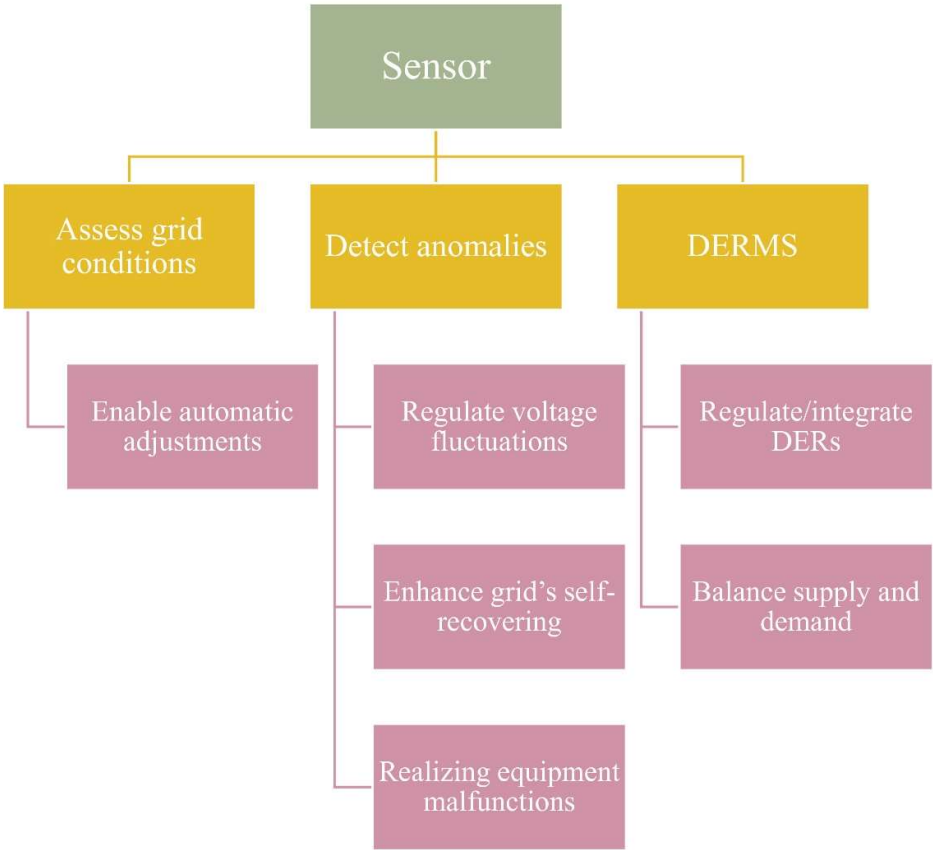 Sensor
Assess grid
conditions
Detect anomalies
DERMS
Enable automatic
adjustments
Regulate voltage
fluctuations
Regulate/integrate
DERs
Enhance grid’s self-
recovering
Balance supply and
demand
Realizing equipment
malfunctions